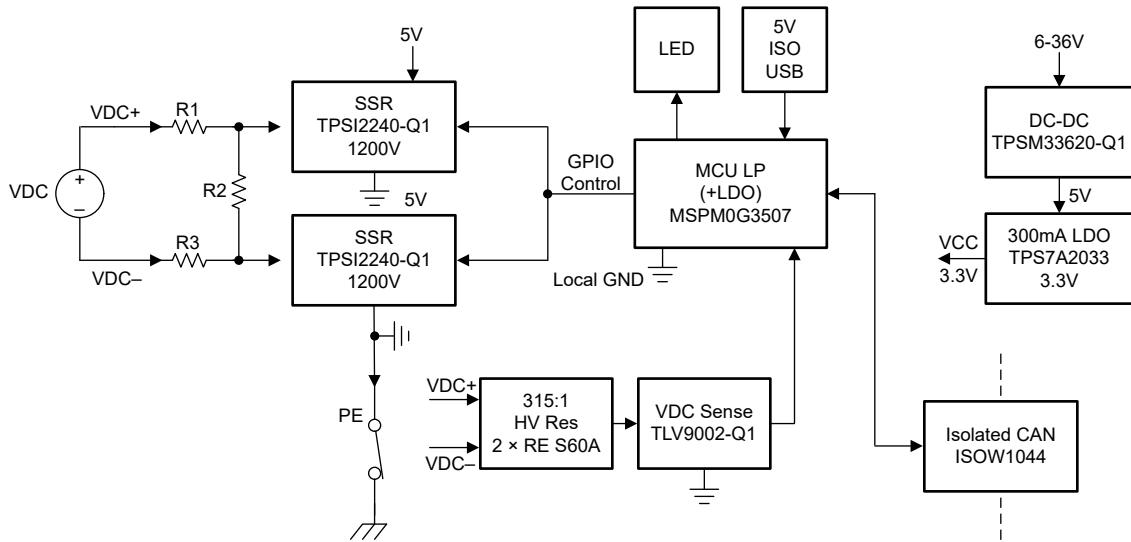 5V
VDC+
R1
SSR
TPSI2240-Q1
1200V
VDC
+
–
R2
5V
R3
VDC–
SSR
TPSI2240-Q1
1200V
PE
GPIO
Control
LED
5V
ISO
USB
MCU LP
(+LDO)
MSPM0G3507
Local GND
VDC+
VDC–
315:1
HV Res
2 × RE S60A
VDC Sense
TLV9002-Q1
6-36V
DC-DC
TPSM33620-Q1
5V
VCC
3.3V
300mA LDO
TPS7A2033
3.3V
Isolated CAN
ISOW1044